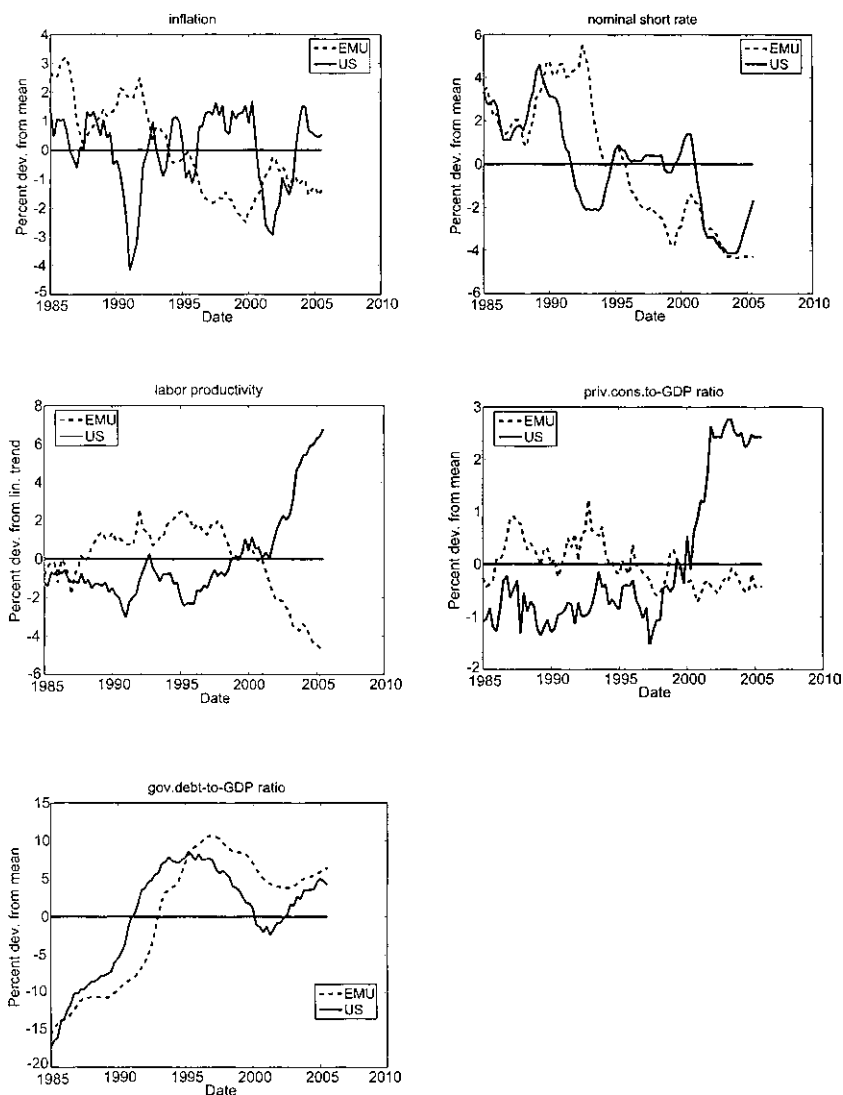 inflation
Percent dev. from mean
4
3
2
1
0
-1
-2
-3
-4
-5
EMU
US
1985 1990 1995 2000 2005 2010
Date
nominal short rate
Percent dev. from mean
6
4
2
0
-2
-4
-6
EMU
US
1985 1990 1995 2000 2005 2010
Date
labor productivity
Percent dev. from lin. trend
8
6
4
2
0
-2
-4
-6
EMU
US
1985 1990 1995 2000 2005 2010
Date
priv.cons.to-GDP ratio
Percent dev. from mean
3
2
1
0
-1
-2
EMU
US
1985 1990 1995 2000 2005 2010
Date
gov.debt-to-GDP ratio
Percent dev. from mean
15
10
5
0
-5
-10
-15
-20
EMU
US
1985 1990 1995 2000 2005 2010
Date